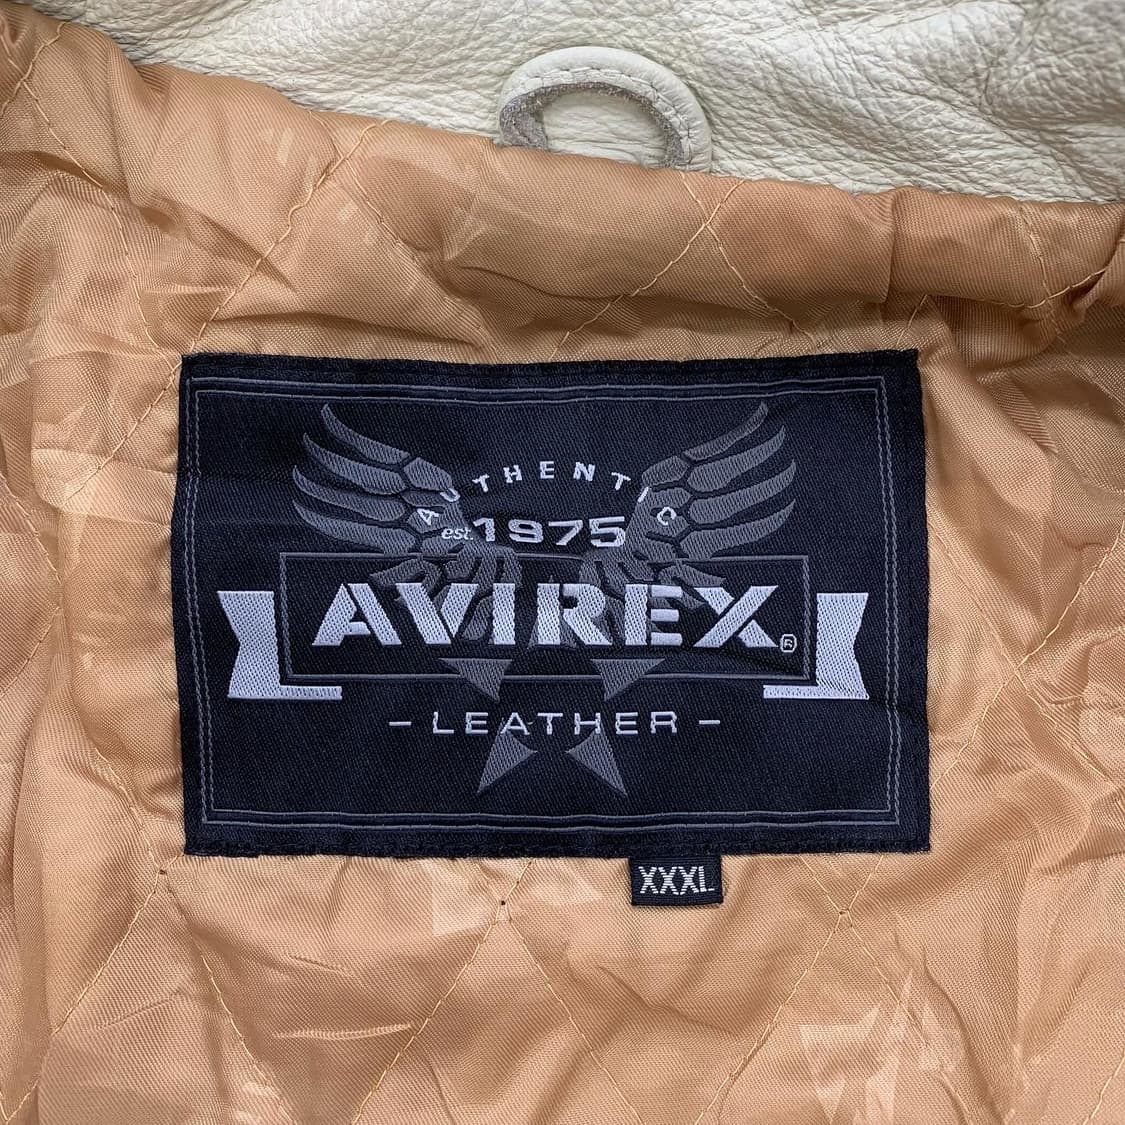 AUTHENTIC
est. 1975
AVIREX®
- LEATHER -
XXXL